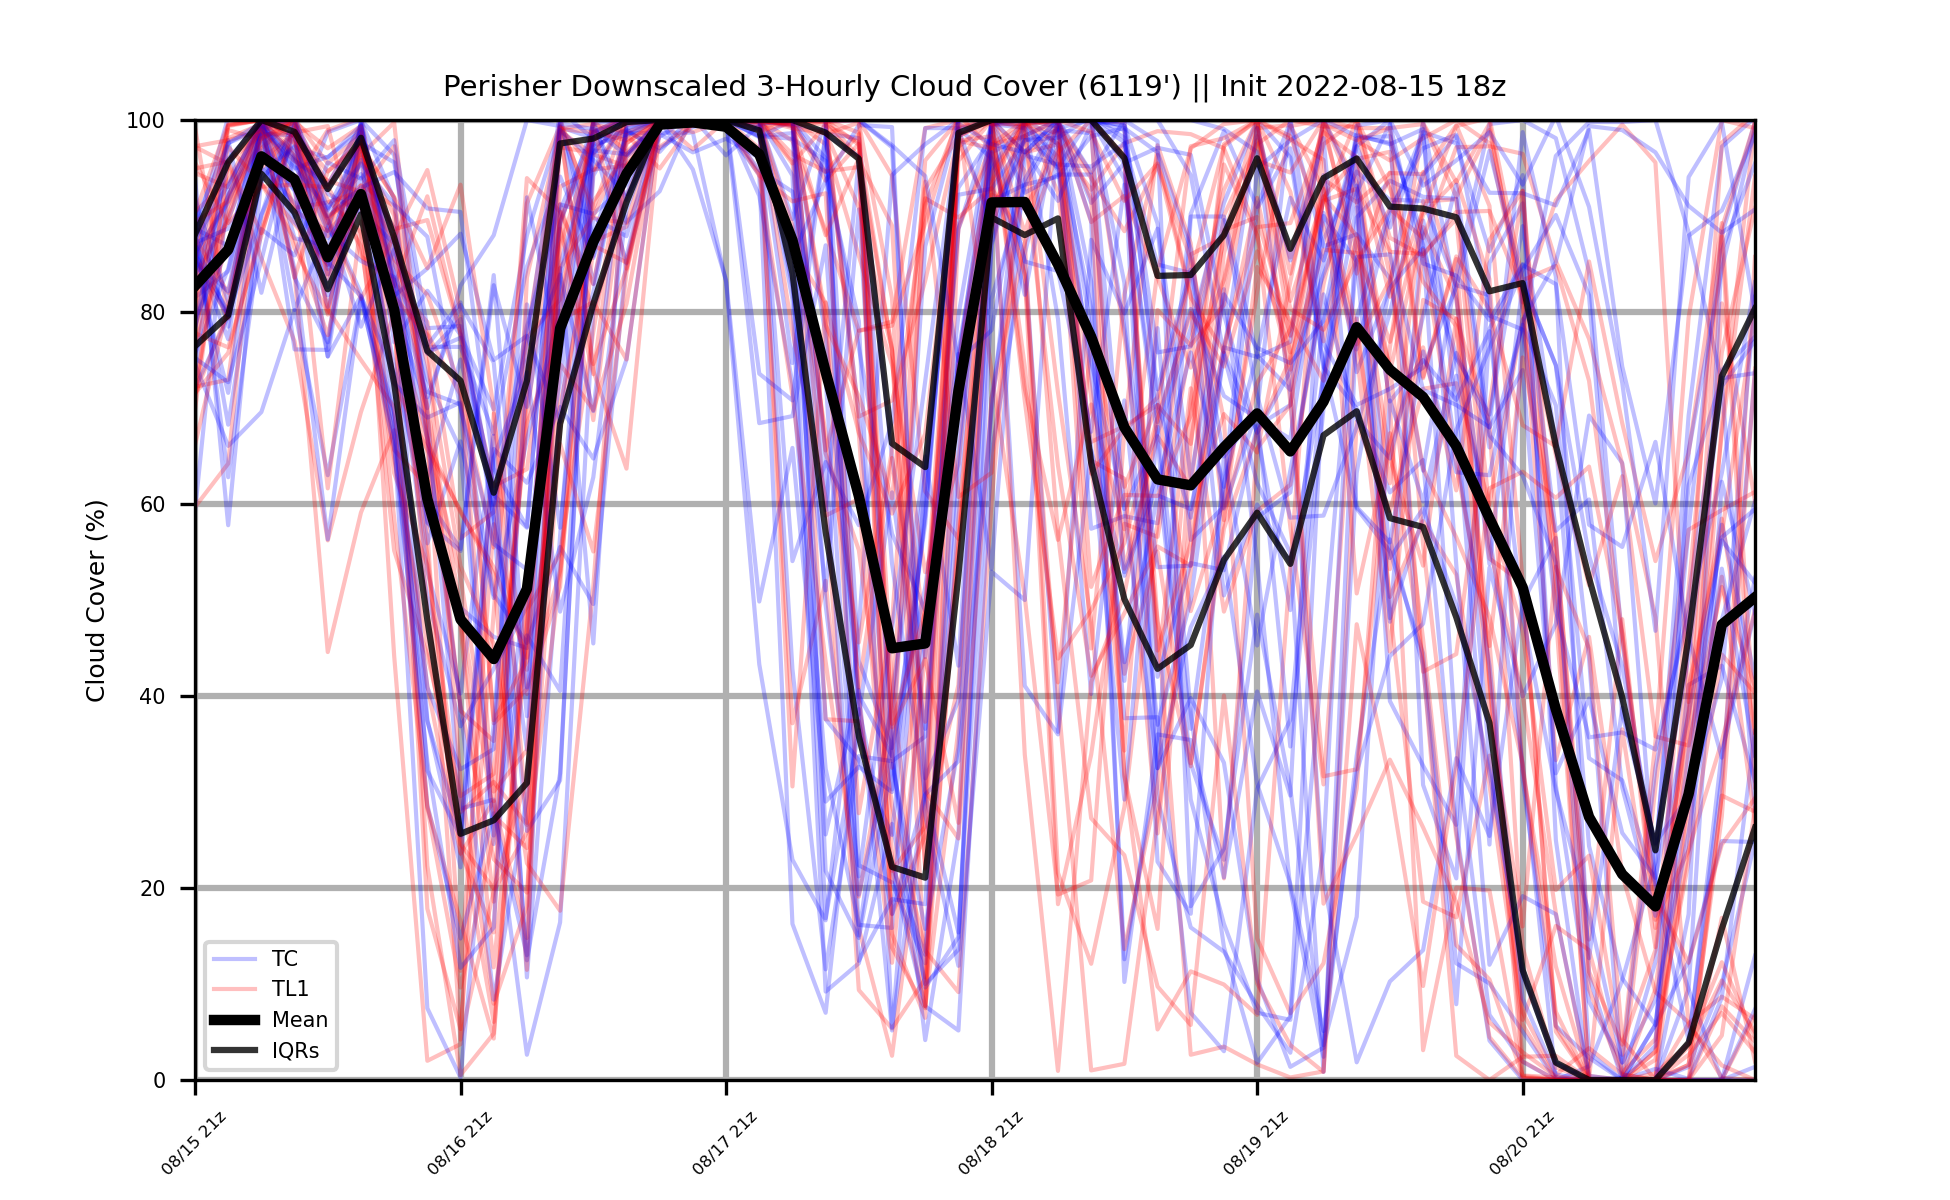 Perisher Downscaled 3-Hourly Cloud Cover (6119') || Init 2022-08-15 18z
Cloud Cover (%)
100
80
60
40
20
0
TC
TL1
Mean
IQRs
08/15 21z
08/16 21z
08/17 21z
08/18 21z
08/19 21z
08/20 21z